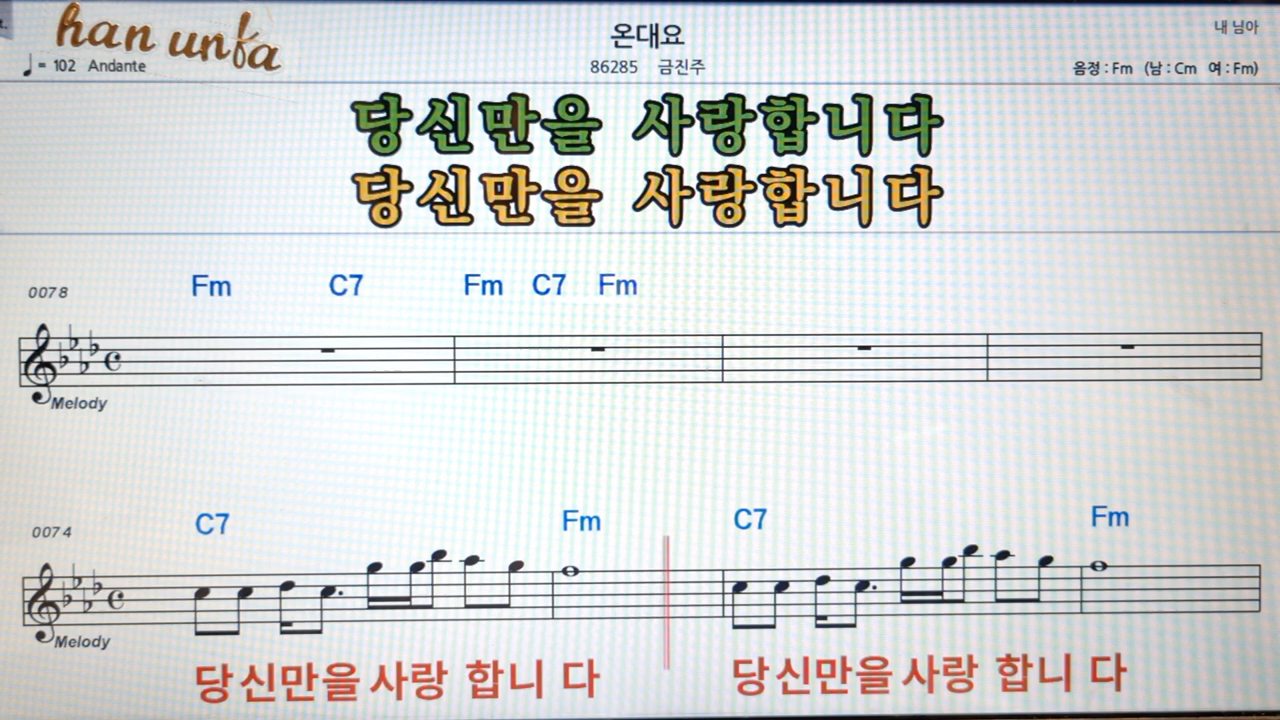 han unfa
온대요
내 님아
♩= 102 Andante
86285 금진주
음정 : Fm (남 : Cm 여 : Fm)
당신만을 사랑합니다
당신만을 사랑합니다
0078 Fm C7 Fm C7 Fm
Melody
0074 C7 Fm C7 Fm
Melody
당신만을 사랑 합니 다 당신만을 사랑 합니 다